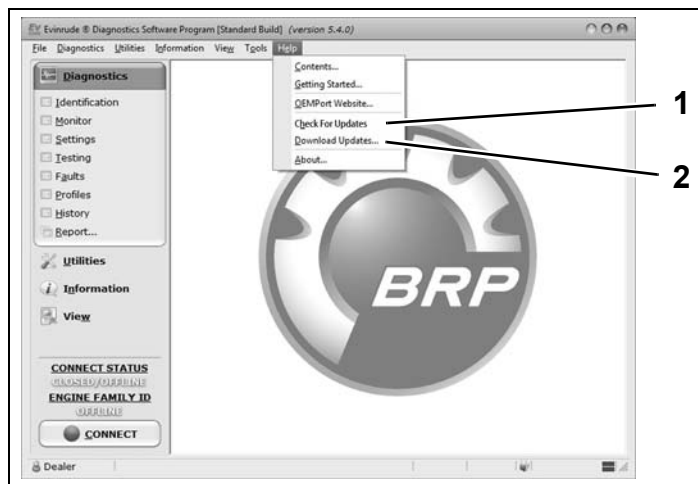 Evinrude ® Diagnostics Software Program [Standard Build] (version 5.4.0)
File Diagnostics Utilities Information View Tools Help
Contents...
Getting Started...
OEMPort Website...
Check For Updates
Download Updates...
About...
1
2
Diagnostics
Identification
Monitor
Settings
Testing
Faults
Profiles
History
Report...
Utilities
Information
View
CONNECT STATUS
CLOSED/OFFLINE
ENGINE FAMILY ID
OFFLINE
CONNECT
BRP
Dealer